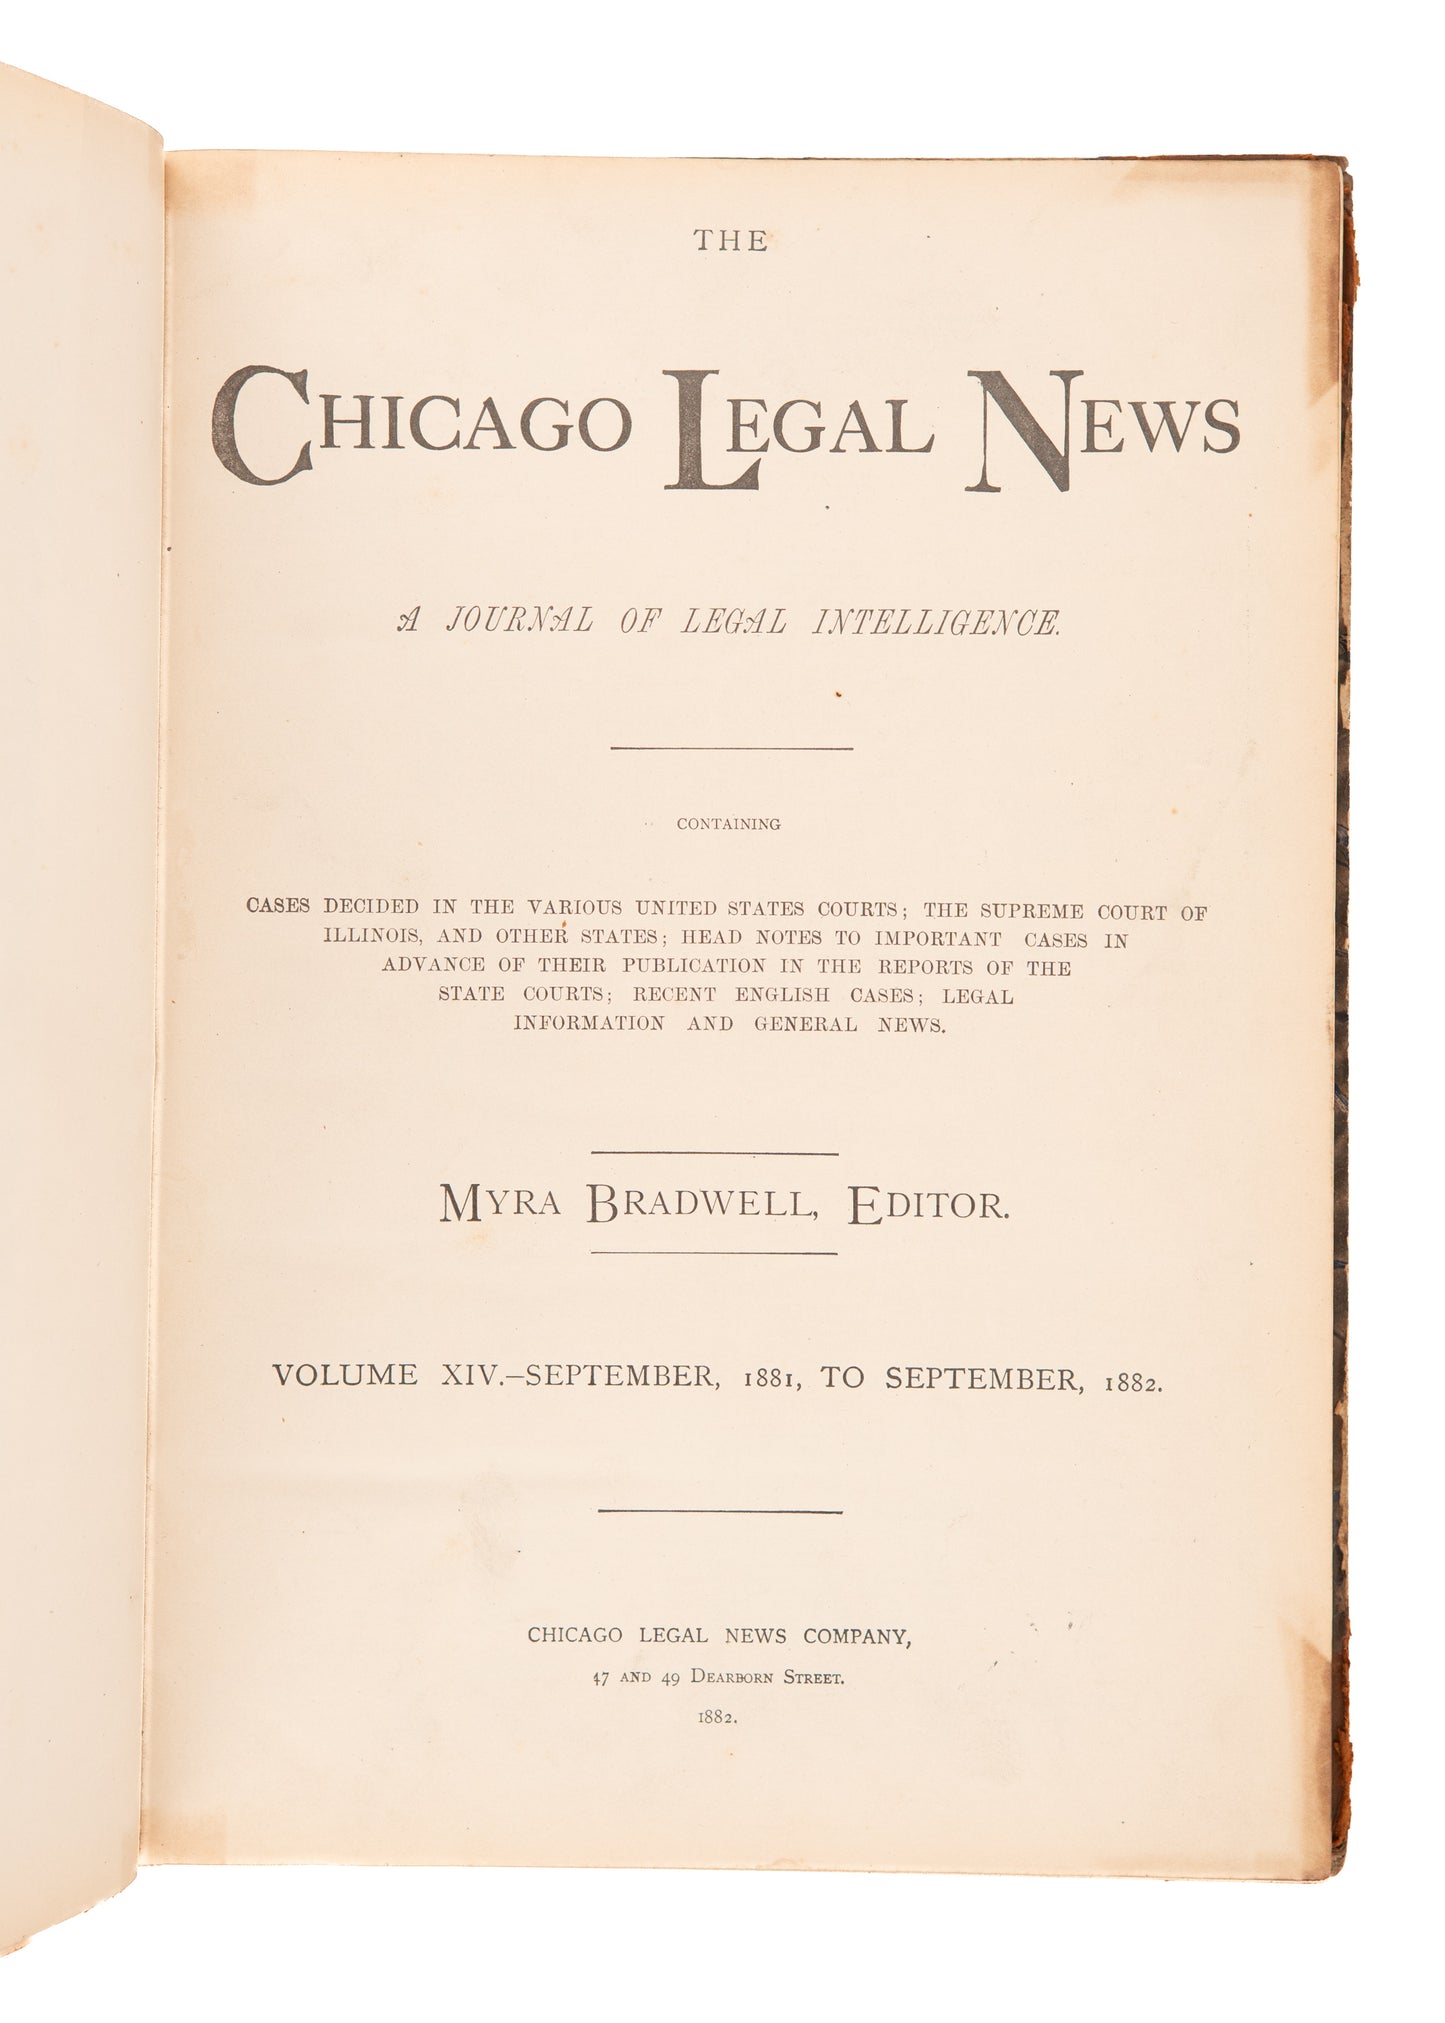 THE
CHICAGO LEGAL NEWS
A JOURNAL OF LEGAL INTELLIGENCE.
CONTAINING
CASES DECIDED IN THE VARIOUS UNITED STATES COURTS; THE SUPREME COURT OF
ILLINOIS, AND OTHER STATES; HEAD NOTES TO IMPORTANT CASES IN
ADVANCE OF THEIR PUBLICATION IN THE REPORTS OF THE
STATE COURTS; RECENT ENGLISH CASES; LEGAL
INFORMATION AND GENERAL NEWS.
MYRA BRADWELL, EDITOR.
VOLUME XIV.–SEPTEMBER, 1881, TO SEPTEMBER, 1882.
CHICAGO LEGAL NEWS COMPANY,
47 AND 49 DEARBORN STREET.
1882.